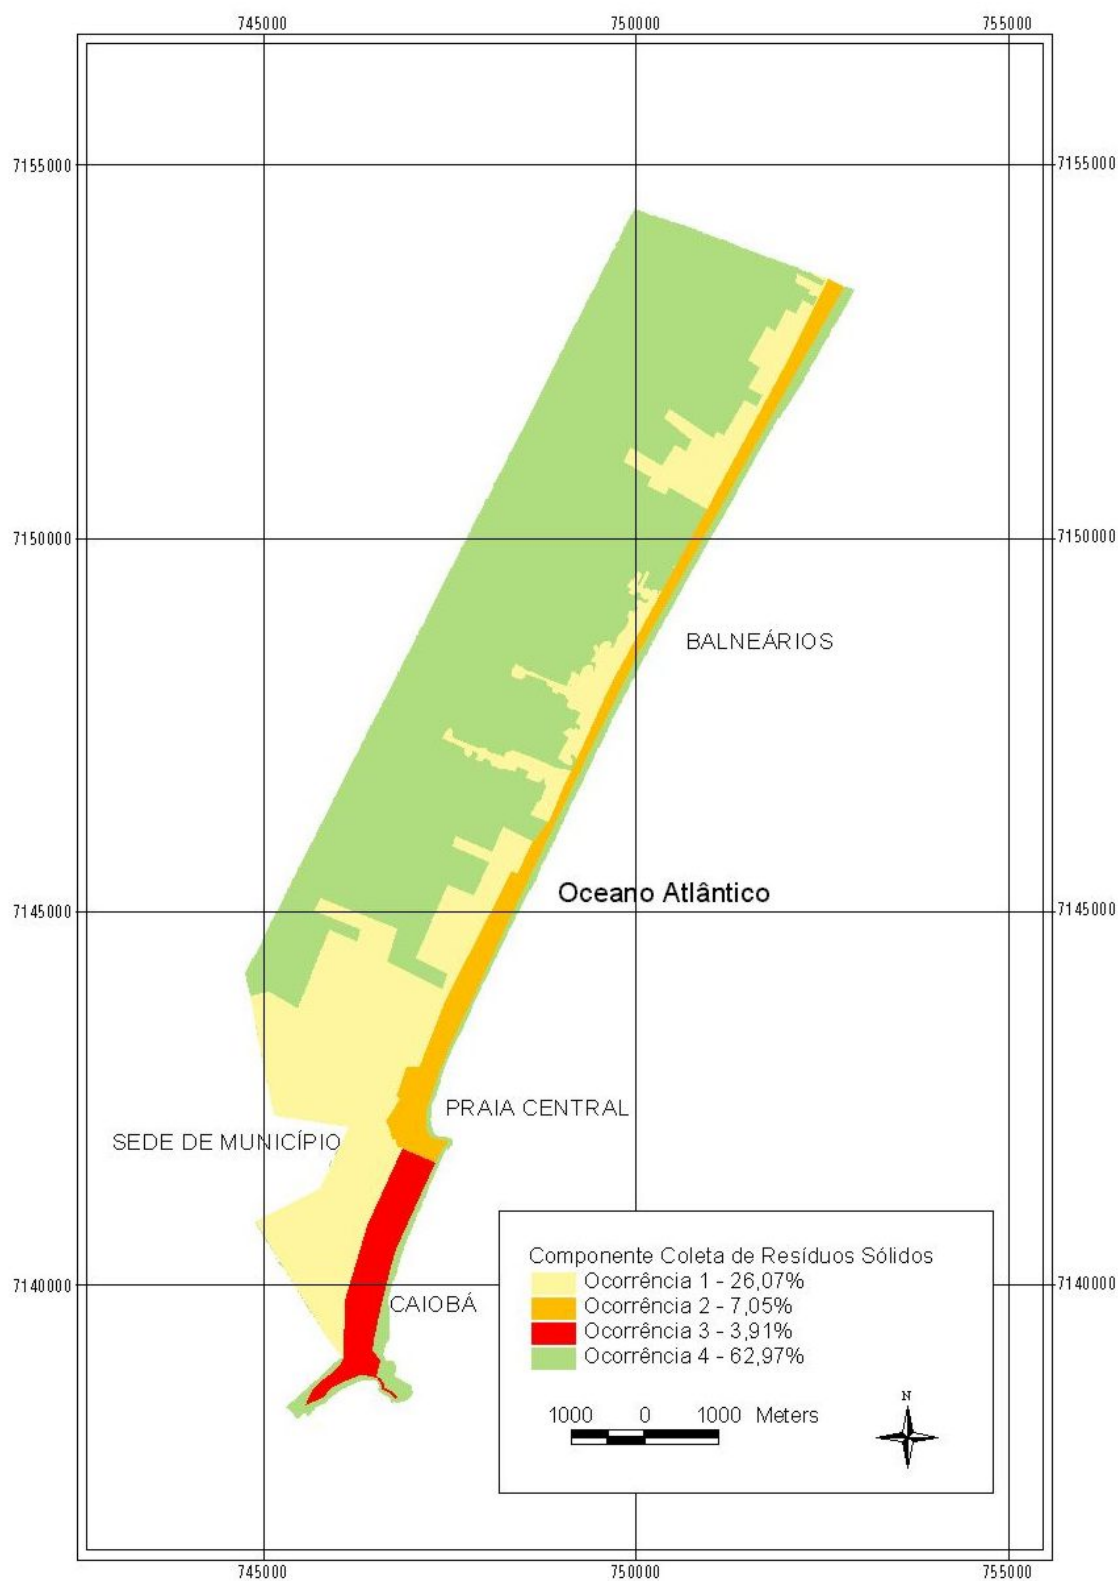 745000 750000 755000
7155000 7155000
7150000 7150000
BALNEÁRIOS
Oceano Atlântico
7145000 7145000
PRAIA CENTRAL
SEDE DE MUNICÍPIO
Componente Coleta de Resíduos Sólidos
Ocorrência 1 - 26,07%
7140000 7140000
CAIOBÁ
Ocorrência 2 - 7,05%
Ocorrência 3 - 3,91%
Ocorrência 4 - 62,97%
N
1000 0 1000 Meters
745000 750000 755000